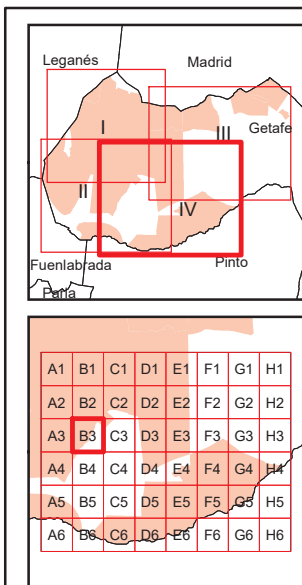 Leganés
Madrid
I
III
Getafe
II
IV
Fuenlabrada
Pinto
Parla
A1 B1 C1 D1 E1 F1 G1 H1
A2 B2 C2 D2 E2 F2 G2 H2
A3 B3 C3 D3 E3 F3 G3 H3
A4 B4 C4 D4 E4 F4 G4 H4
A5 B5 C5 D5 E5 F5 G5 H5
A6 B6 C6 D6 E6 F6 G6 H6